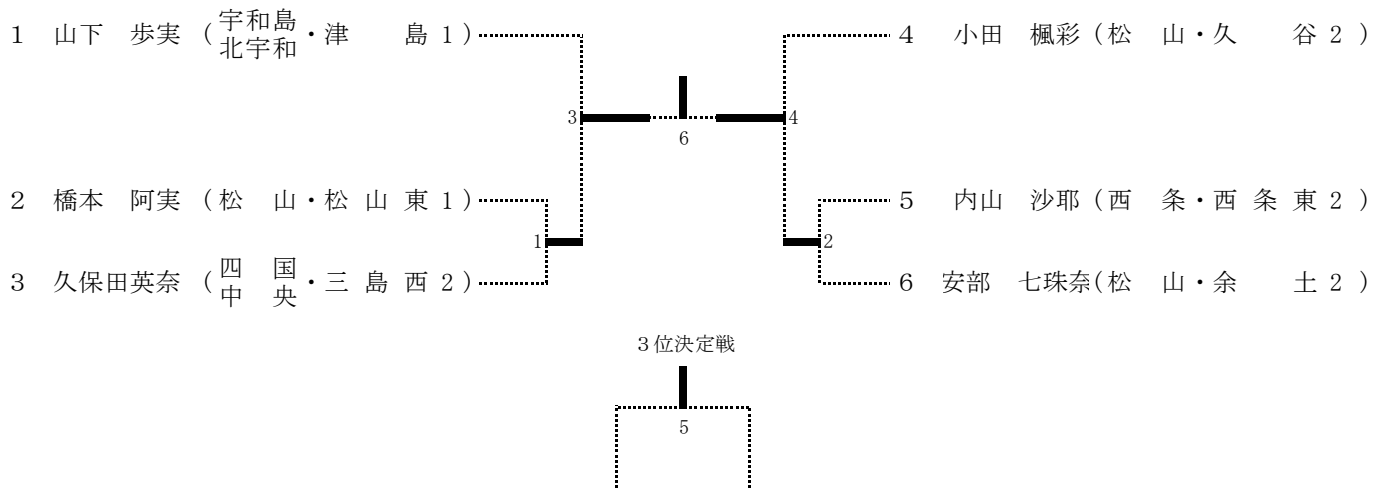 1 山下 歩実 (宇和島北宇和・津 島 1)
4 小田 楓彩 (松 山・久 谷 2)
3
4
6
2 橋本 阿実 (松 山・松 山 東 1)
5 内山 沙耶 (西 条・西 条 東 2)
1
2
3 久保田英奈 (四 国中 央・三 島 西 2)
6 安部 七珠奈(松 山・余 土 2)
3位決定戦
5